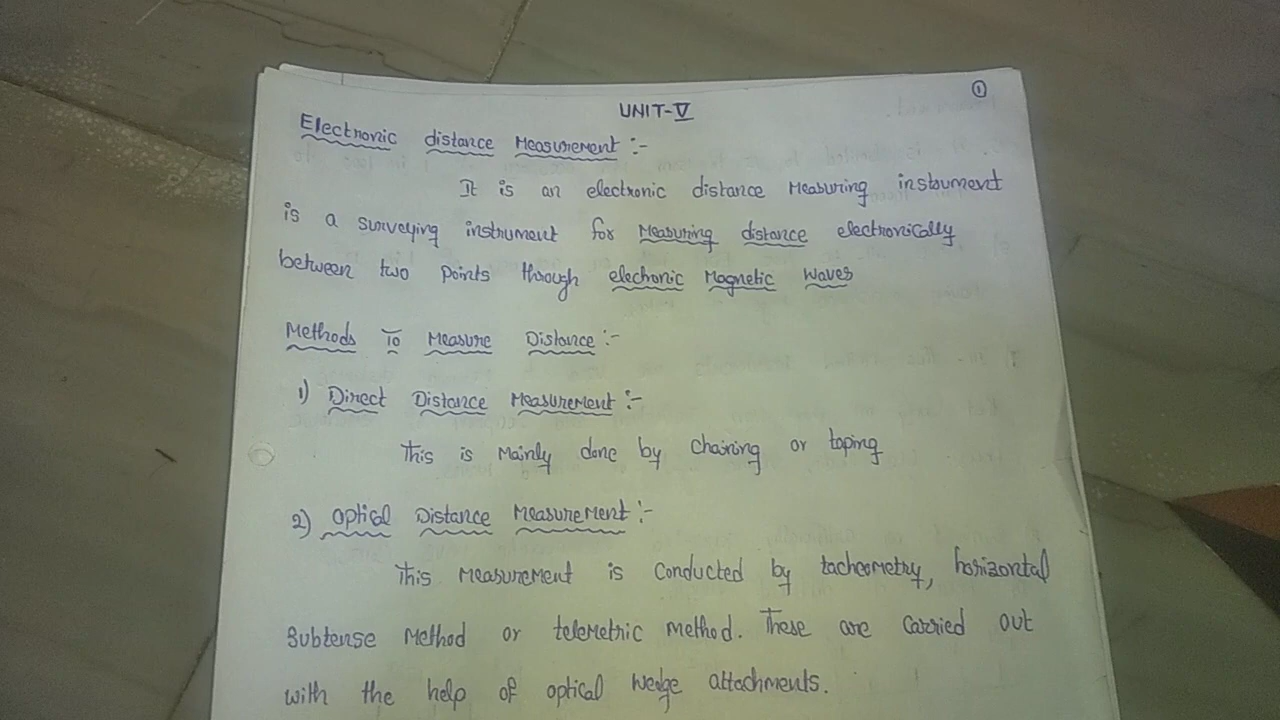 ①
UNIT-V
Electronic distance Measurement :-
It is an electronic distance Measuring instrument
is a surveying instrument for Measuring distance electronically
between two points through electronic Magnetic waves
Methods To Measure Distance :-
1) Direct Distance Measurement :-
This is Mainly done by chaining or taping
2) Optical Distance Measurement :-
This Measurement is conducted by tacheometry, horizontal
Subtense Method or telemetric method. These are carried out
with the help of optical wedge attachments.